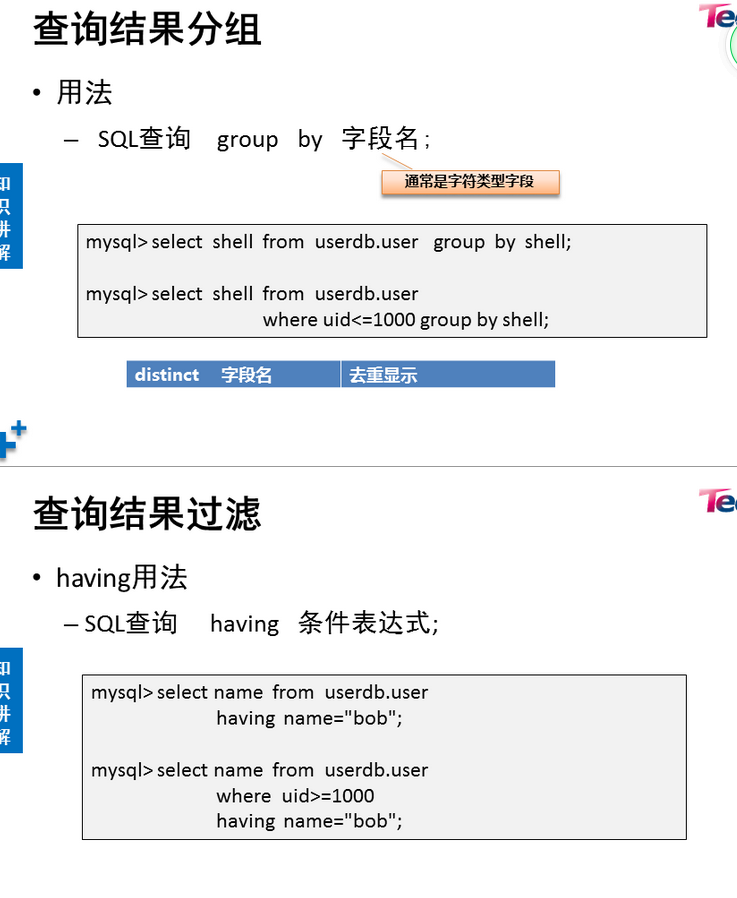 查询结果分组
• 用法
– SQL查询 group by 字段名;
通常是字符类型字段
知识讲解
mysql> select shell from userdb.user group by shell;
mysql> select shell from userdb.user
where uid<=1000 group by shell;
distinct 字段名 去重显示
查询结果过滤
• having用法
– SQL查询 having 条件表达式;
知识讲解
mysql> select name from userdb.user
having name="bob";
mysql> select name from userdb.user
where uid>=1000
having name="bob";